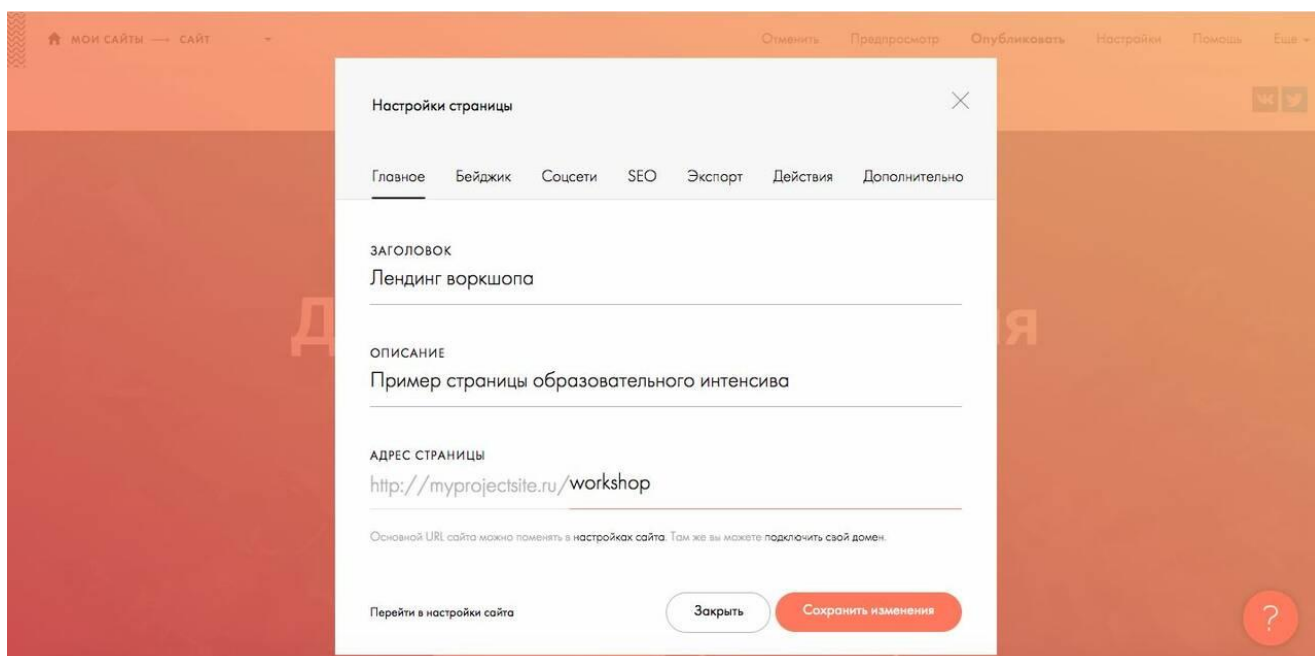 МОИ САЙТЫ → САЙТ
Отменить Предпросмотр Опубликовать Настройки Помощь Еще
Настройки страницы
Главное Бейджик Соцсети SEO Экспорт Действия Дополнительно
ЗАГОЛОВОК
Лендинг воркшопа
Д Я
ОПИСАНИЕ
Пример страницы образовательного интенсива
АДРЕС СТРАНИЦЫ
http://myprojectsite.ru/workshop
Основной URL сайта можно поменять в настройках сайта. Там же вы можете подключить свой домен.
Перейти в настройки сайта Закрыть Сохранить изменения ?